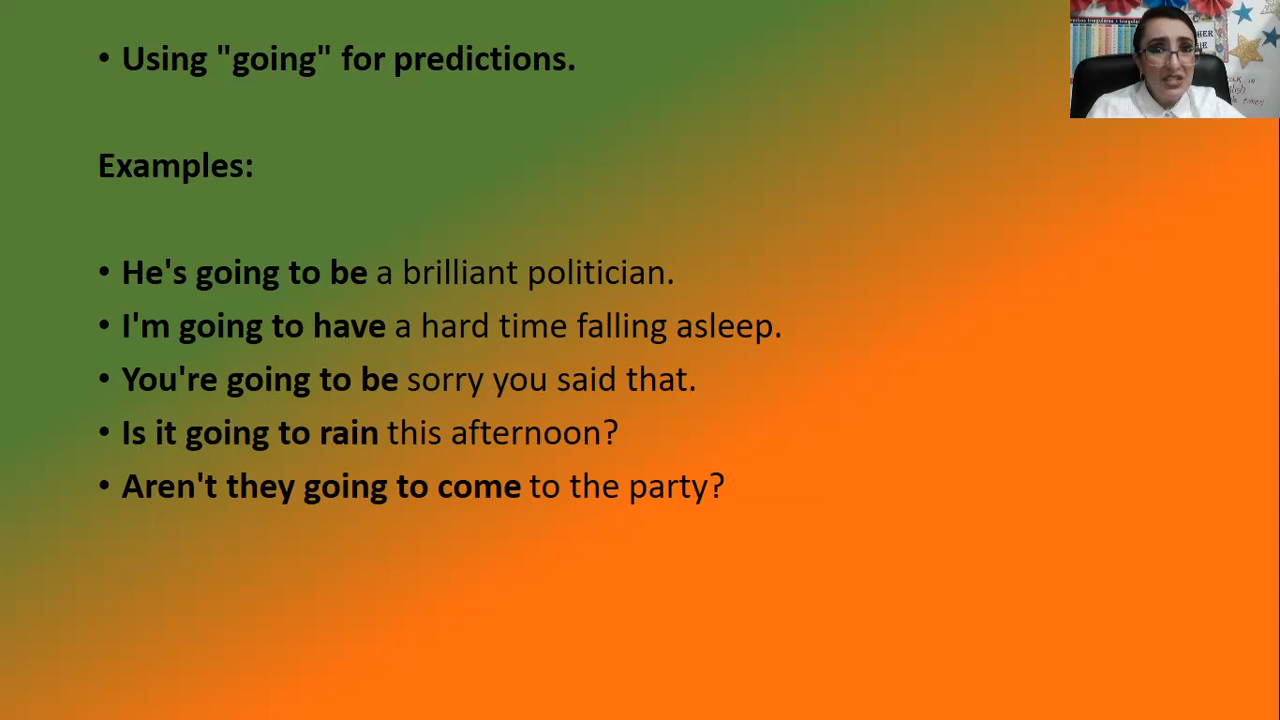 • Using "going" for predictions.
Examples:
• He's going to be a brilliant politician.
• I'm going to have a hard time falling asleep.
• You're going to be sorry you said that.
• Is it going to rain this afternoon?
• Aren't they going to come to the party?